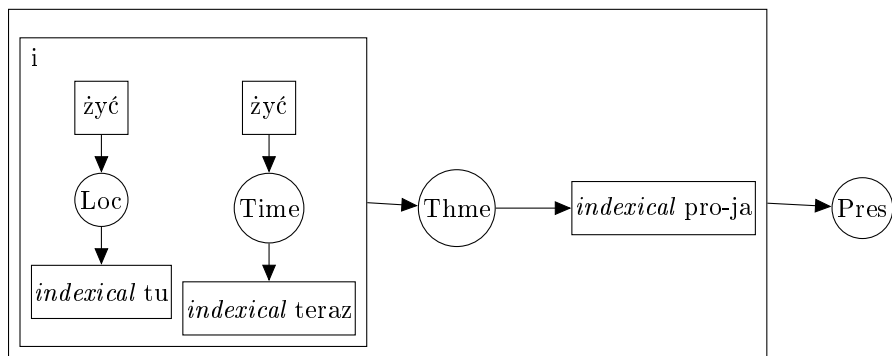 i
żyć
żyć
Loc
Time
Thme
indexical pro-ja
Pres
indexical tu
indexical teraz